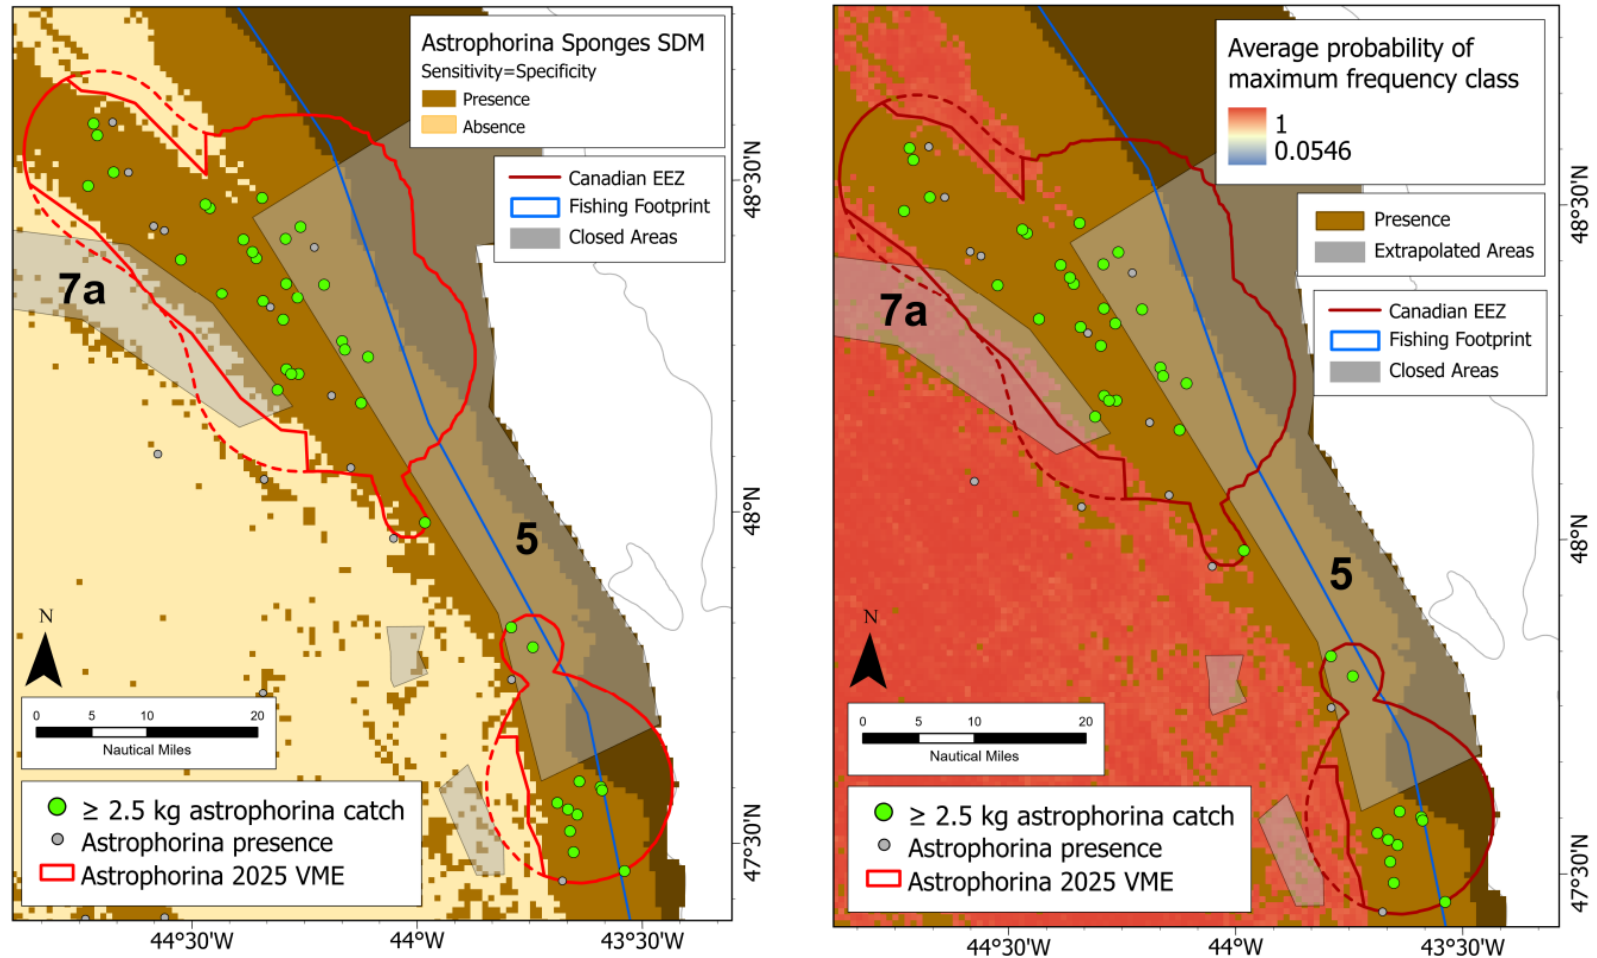 Astrophorina Sponges SDM
Sensitivity=Specificity
Presence
Absence
Canadian EEZ
Fishing Footprint
Closed Areas
7a
5
N
0 5 10 20
Nautical Miles
≥ 2.5 kg astrophorina catch
Astrophorina presence
Astrophorina 2025 VME
48°30'N
48°N
47°30'N
44°30'W 44°W 43°30'W
Average probability of
maximum frequency class
1
0.0546
Presence
Extrapolated Areas
Canadian EEZ
Fishing Footprint
Closed Areas
7a
5
N
0 5 10 20
Nautical Miles
≥ 2.5 kg astrophorina catch
Astrophorina presence
Astrophorina 2025 VME
48°30'N
48°N
47°30'N
44°30'W 44°W 43°30'W